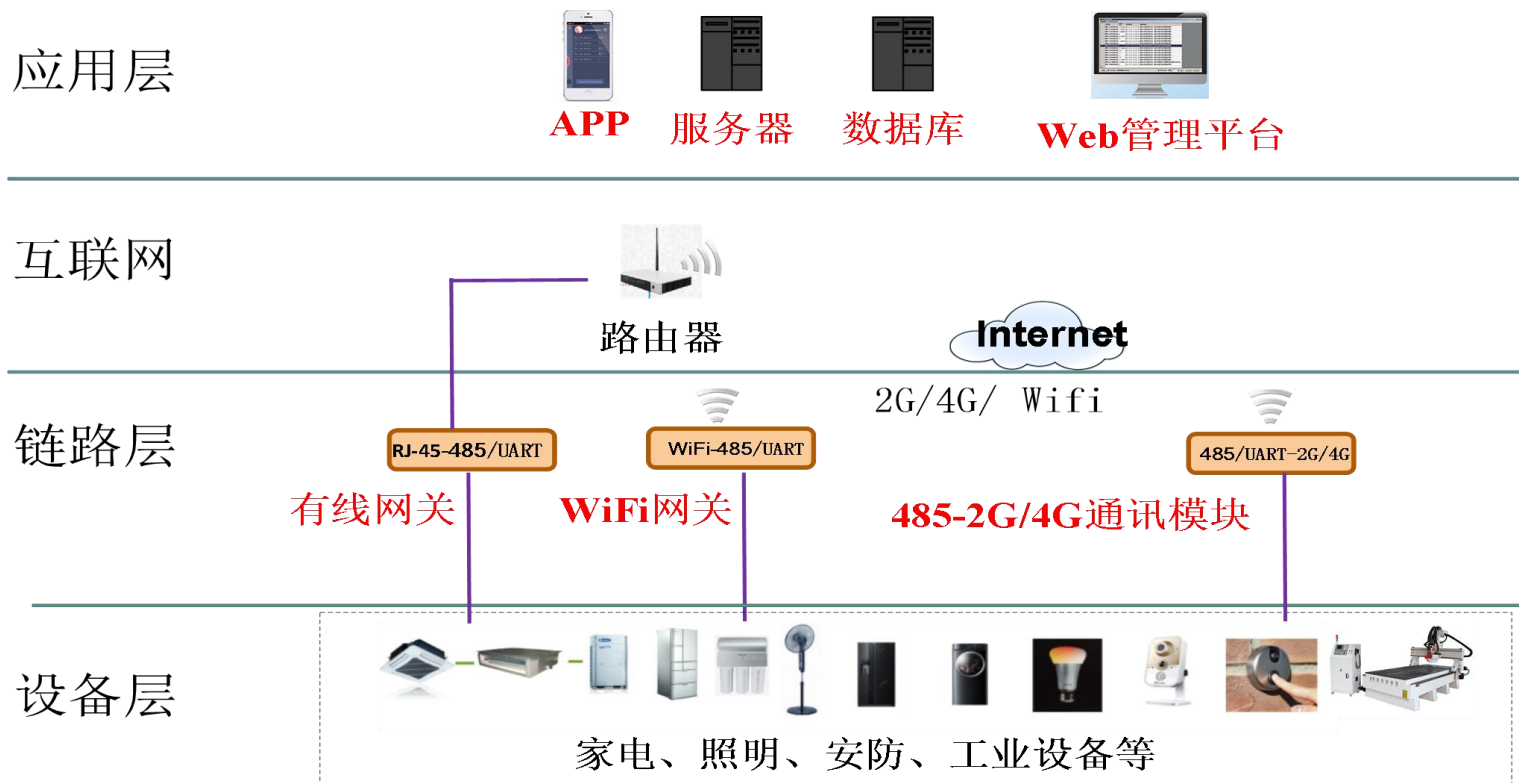 应用层
APP
服务器
数据库
Web管理平台
互联网
路由器
Internet
2G/4G/ Wifi
链路层
RJ-45-485/UART
WiFi-485/UART
485/UART-2G/4G
有线网关
WiFi网关
485-2G/4G通讯模块
设备层
家电、照明、安防、工业设备等